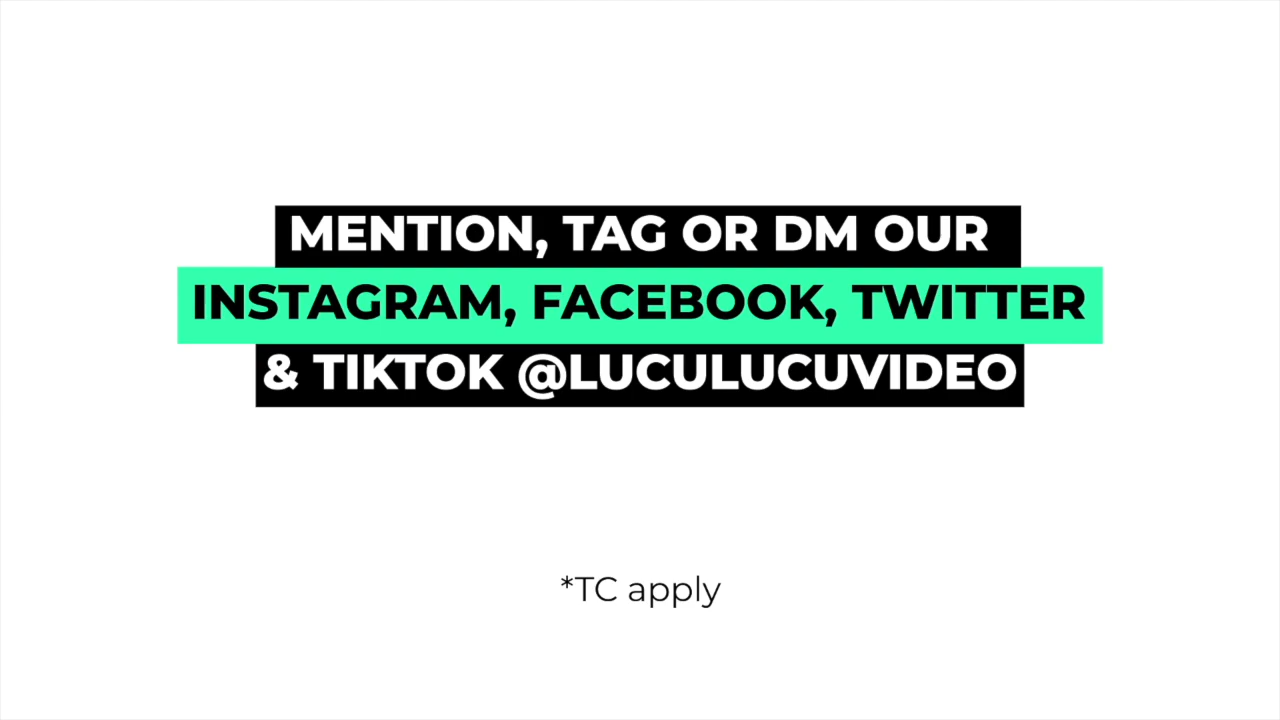 MENTION, TAG OR DM OUR
INSTAGRAM, FACEBOOK, TWITTER
& TIKTOK @LUCULUCUVIDEO
*TC apply